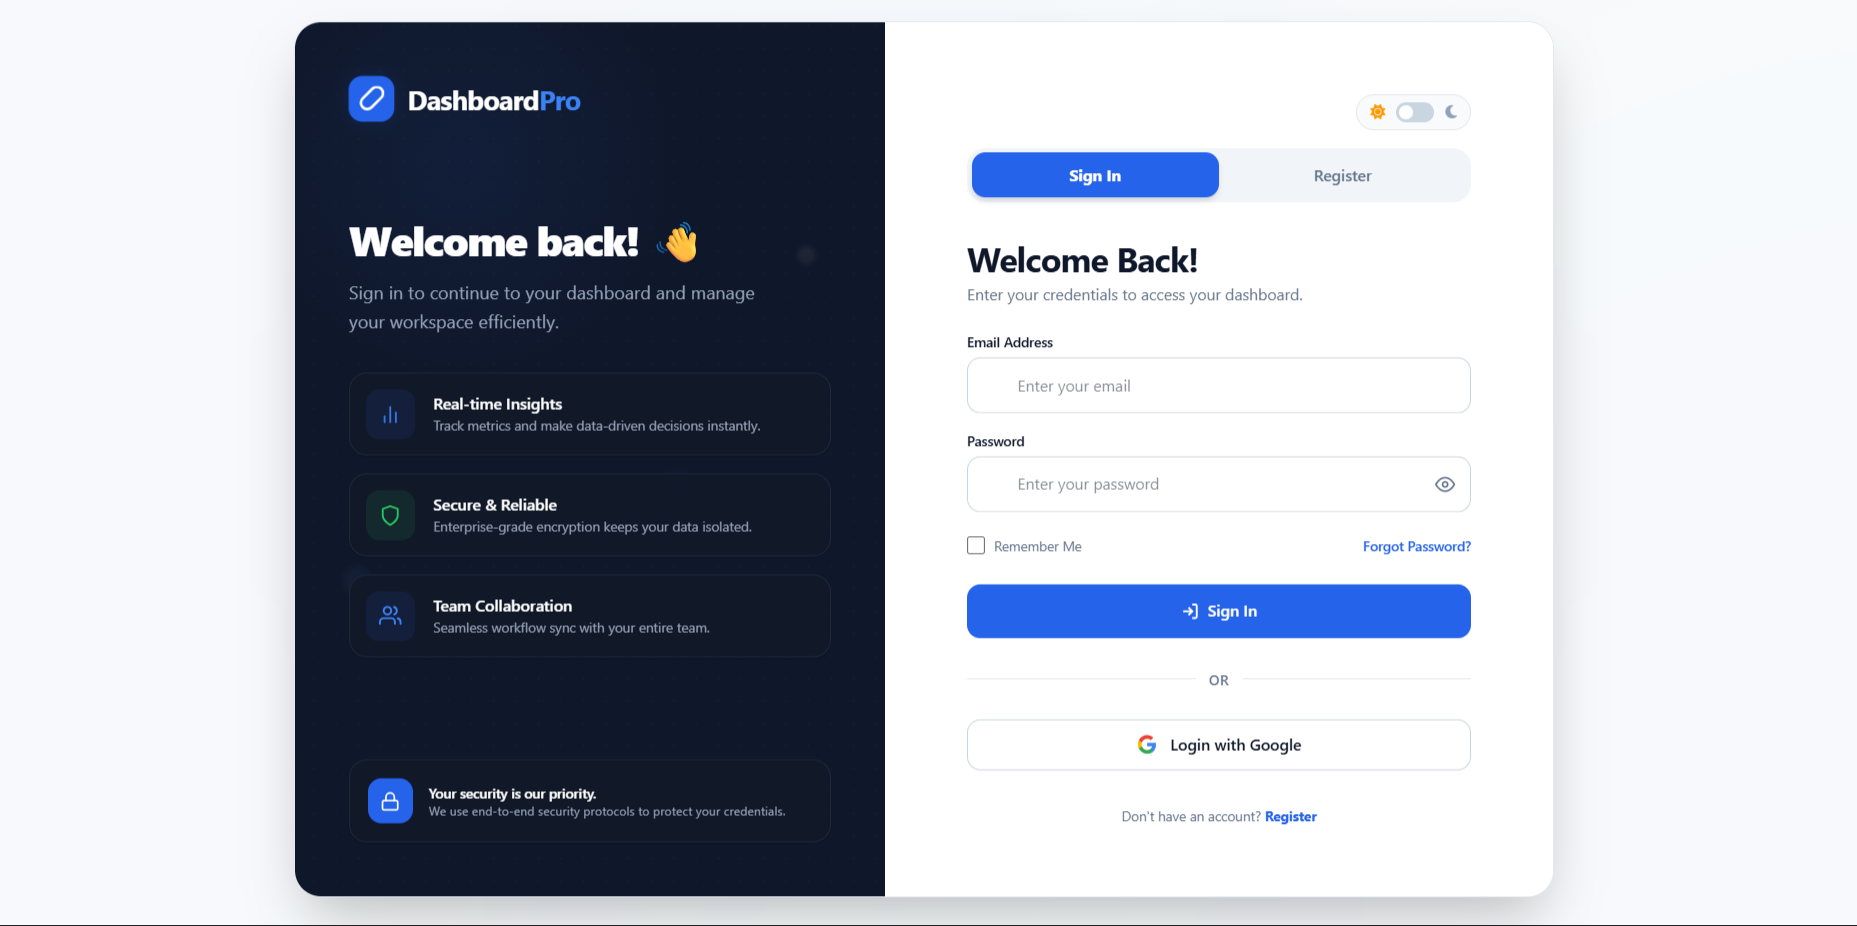 DashboardPro
Welcome back! 👋
Sign in to continue to your dashboard and manage
your workspace efficiently.
Real-time Insights
Track metrics and make data-driven decisions instantly.
Secure & Reliable
Enterprise-grade encryption keeps your data isolated.
Team Collaboration
Seamless workflow sync with your entire team.
Your security is our priority.
We use end-to-end security protocols to protect your credentials.
Sign In
Register
Welcome Back!
Enter your credentials to access your dashboard.
Email Address
Enter your email
Password
Enter your password
Remember Me
Forgot Password?
Sign In
OR
Login with Google
Don't have an account? Register